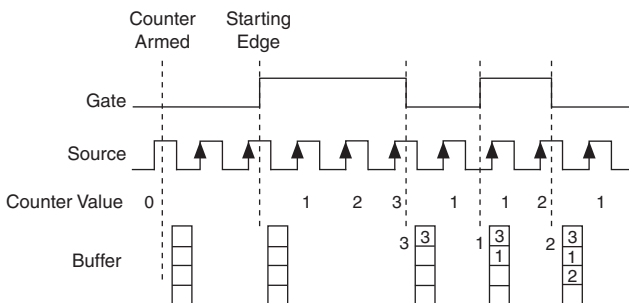 Counter Armed
Starting Edge
Gate
Source
Counter Value 0 1 2 3 1 1 2 1
Buffer
3 3
1 3 1
2 3 1 2